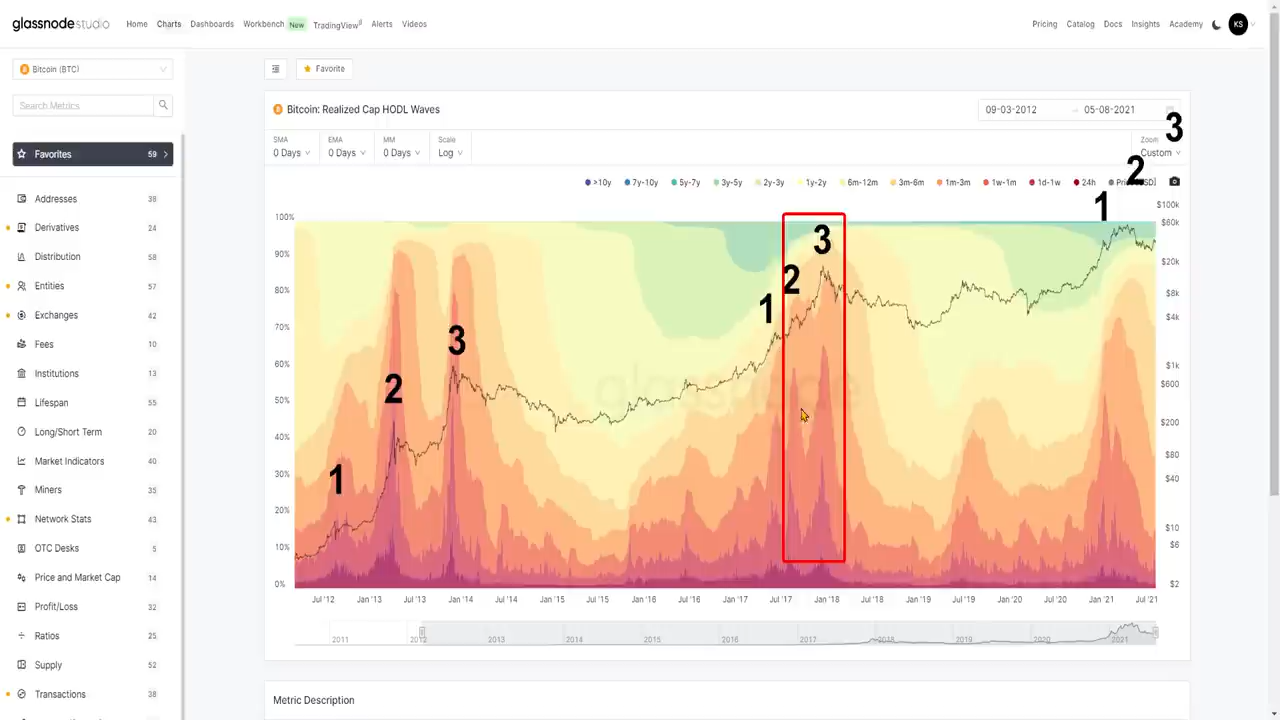 glassnodestudio
Home Charts Dashboards Workbench New TradingView Alerts Videos
Pricing Catalog Docs Insights Academy KS
Bitcoin (BTC)
Search Metrics
Favorites 59
Addresses 38
Derivatives 24
Distribution 58
Entities 57
Exchanges 42
Fees 10
Institutions 13
Lifespan 55
Long/Short Term 20
Market Indicators 40
Miners 35
Network Stats 43
OTC Desks 5
Price and Market Cap 14
Profit/Loss 32
Ratios 25
Supply 52
Transactions 38
Favorite
Bitcoin: Realized Cap HODL Waves
09-03-2012 → 05-08-2021
SMA
0 Days
EMA
0 Days
MM
0 Days
Scale
Log
Zoom
Custom
>10y 7y-10y 5y-7y 3y-5y 2y-3y 1y-2y 6m-12m 3m-6m 1m-3m 1w-1m 1d-1w 24h
100%
90%
80%
70%
60%
50%
40%
30%
20%
10%
0%
$100k
$60k
$20k
$8k
$4k
$1k
$600
$200
$80
$40
$10
$6
$2
1
2
3
1
2
3
1
2
3
glassnode
Jul '12 Jan '13 Jul '13 Jan '14 Jul '14 Jan '15 Jul '15 Jan '16 Jul '16 Jan '17 Jul '17 Jan '18 Jul '18 Jan '19 Jul '19 Jan '20 Jul '20 Jan '21 Jul '21
2011 2012 2013 2014 2015 2016 2017 2018 2019 2020 2021
Metric Description